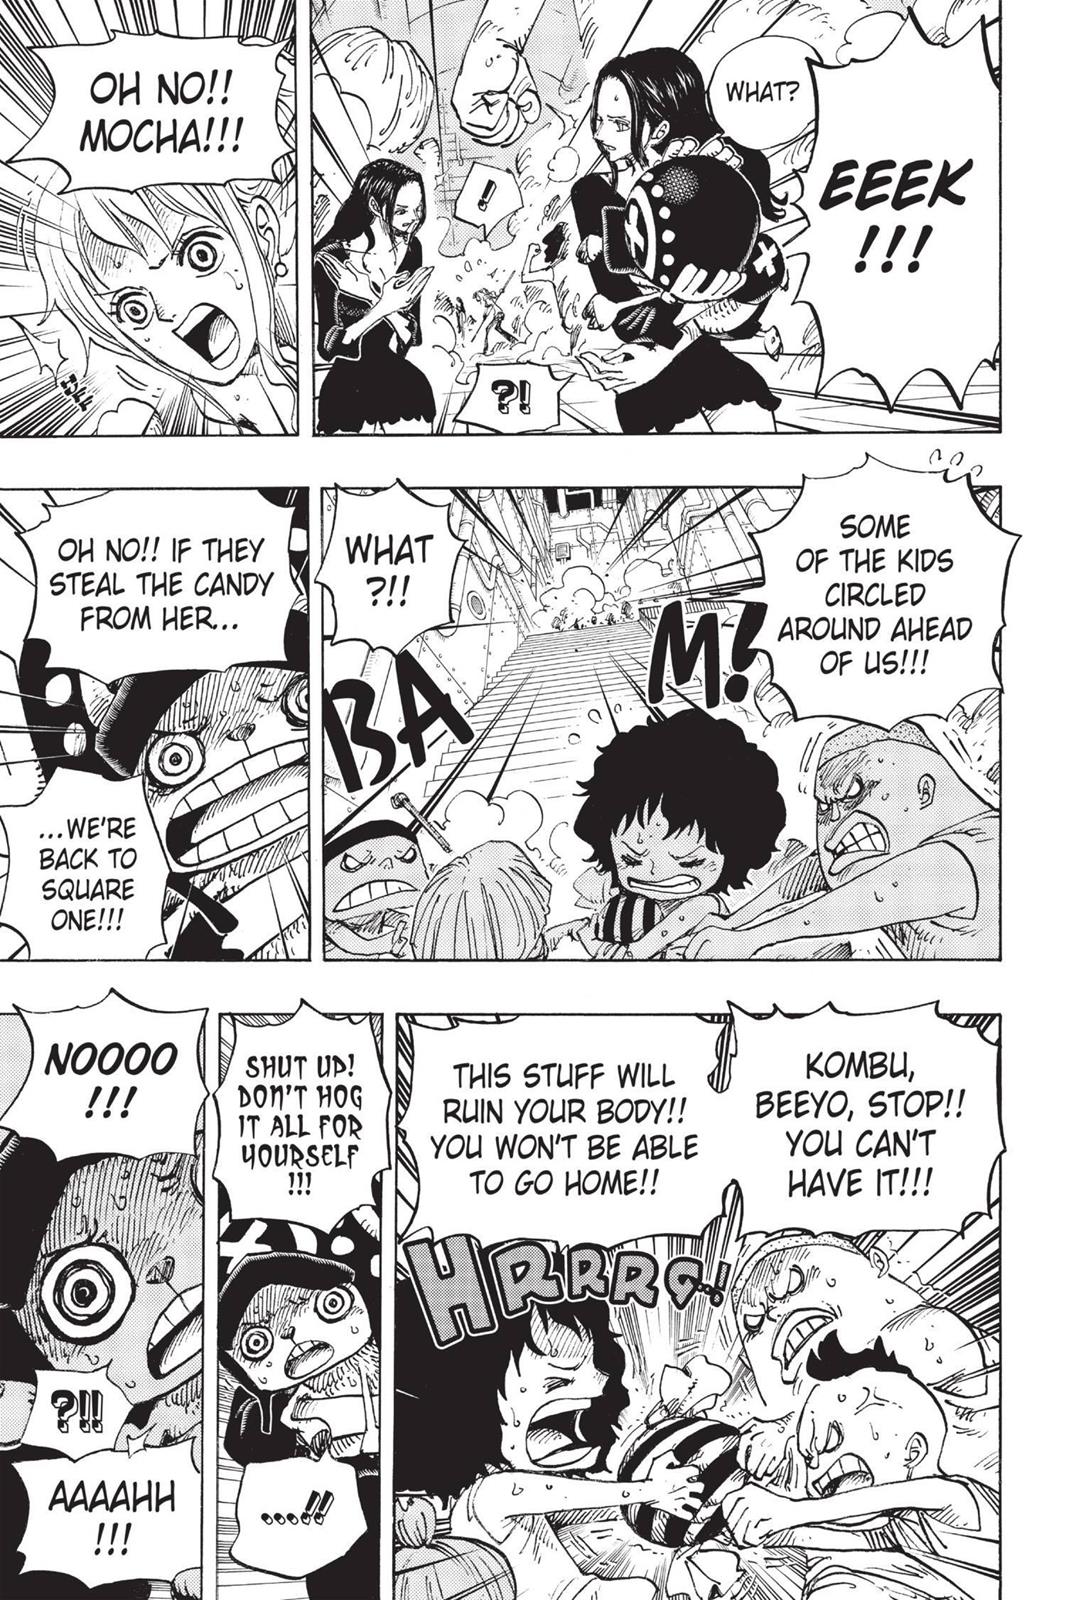 EEEK
!!!
WHAT?
!!
?!
OH NO!!
MOCHA!!!
SOME
OF THE KIDS
CIRCLED
AROUND AHEAD
OF US!!!
WHAT
?!!
BAM!
OH NO!! IF THEY
STEAL THE CANDY
FROM HER...
...WE'RE
BACK TO
SQUARE
ONE!!!
KOMBU,
BEEYO, STOP!!
YOU CAN'T
HAVE IT!!!
THIS STUFF WILL
RUIN YOUR BODY!!
YOU WON'T BE ABLE
TO GO HOME!!
HRRRG..!
SHUT UP!
DON'T HOG
IT ALL FOR
YOURSELF
!!!
....!!
NOOOO
!!!
?!!
AAAAHH
!!!